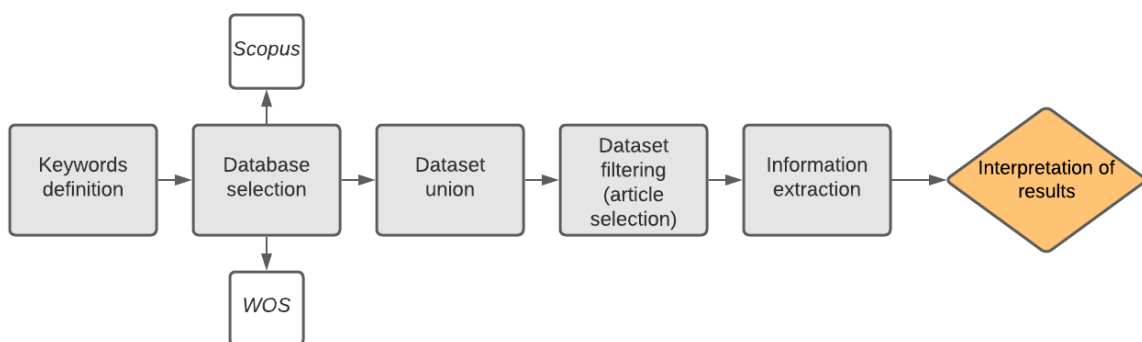 Scopus
Keywords
definition
Database
selection
Dataset
union
Dataset
filtering
(article
selection)
Information
extraction
Interpretation of
results
WOS